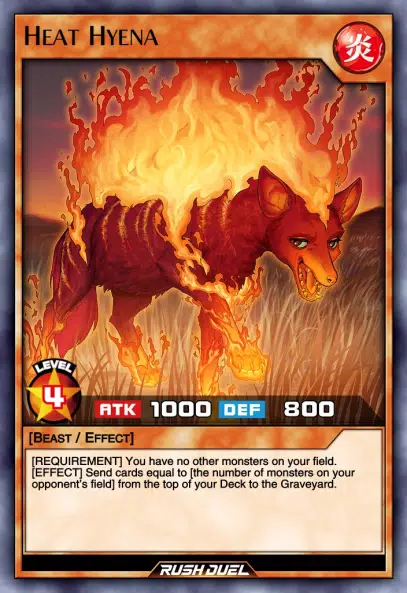 HEAT HYENA
炎
LEVEL
4
ATK 1000 DEF 800
[BEAST / EFFECT]
[REQUIREMENT] You have no other monsters on your field.
[EFFECT] Send cards equal to [the number of monsters on your
opponent's field] from the top of your Deck to the Graveyard.
RUSH DUEL